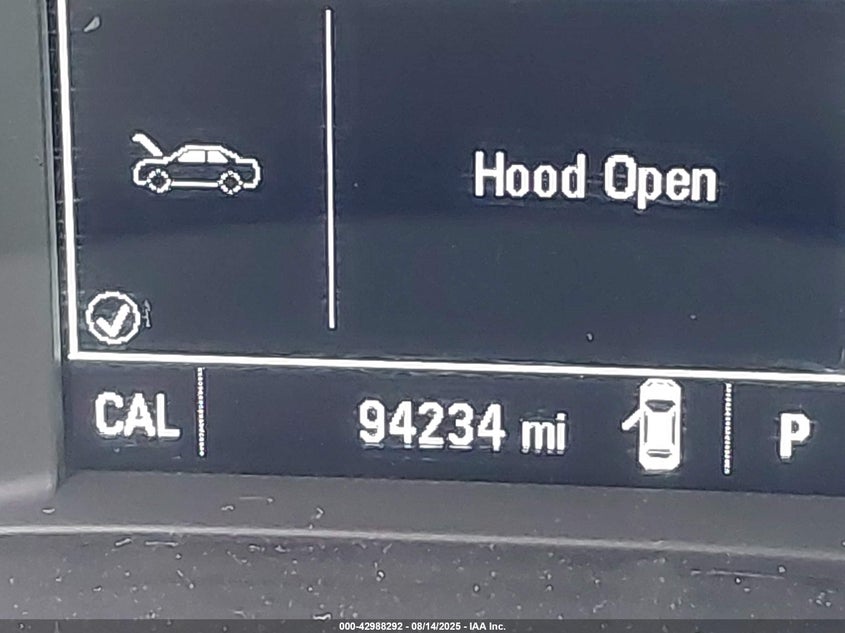 Hood Open
CAL
94234 mi
P
000-42988292 - 08/14/2025 - IAA Inc.